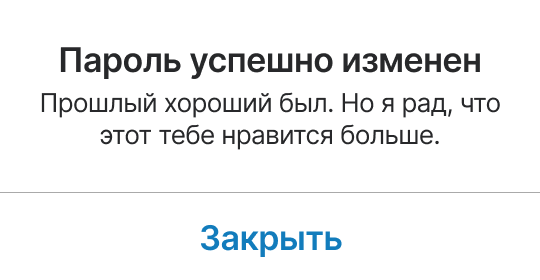 Пароль успешно изменен
Прошлый хороший был. Но я рад, что
этот тебе нравится больше.
Закрыть